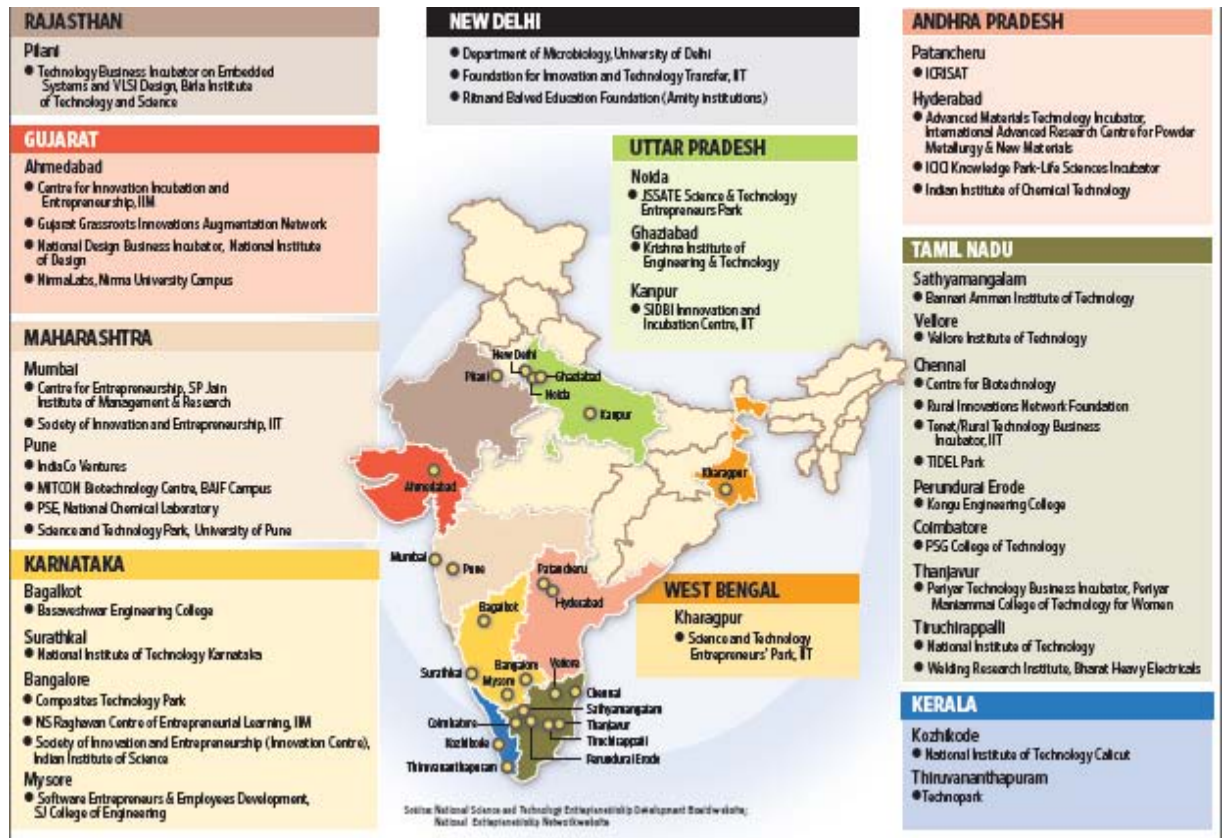 RAJASTHAN
Pilani
● Technology Business Incubator on Embedded
Systems and VLSI Design, Birla Institute
of Technology and Science
GUJARAT
Ahmedabad
● Centre for Innovation Incubation and
Entrepreneurship, IIM
● Gujarat Grassroots Innovations Augmentation Network
● National Design Business Incubator, National Institute
of Design
● NirmaLabs, Nirma University Campus
MAHARASHTRA
Mumbai
● Centre for Entrepreneurship, SP Jain
Institute of Management & Research
● Society of Innovation and Entrepreneurship, IIT
Pune
● IndiaCo Ventures
● MITCON Biotechnology Centre, BAIF Campus
● PSE, National Chemical Laboratory
● Science and Technology Park, University of Pune
KARNATAKA
Bagalkot
● Basaveshwar Engineering College
Surathkal
● National Institute of Technology Karnataka
Bangalore
● Composites Technology Park
● NS Raghavan Centre of Entrepreneurial Learning, IIM
● Society of Innovation and Entrepreneurship (Innovation Centre),
Indian Institute of Science
Mysore
● Software Entrepreneurs & Employees Development,
SJ College of Engineering
NEW DELHI
● Department of Microbiology, University of Delhi
● Foundation for Innovation and Technology Transfer, IIT
● Ritnand Balved Education Foundation (Amity institutions)
UTTAR PRADESH
Noida
● JSSATE Science & Technology
Entrepreneurs Park
Ghaziabad
● Krishna Institute of
Engineering & Technology
Kanpur
● SIDBI Innnovation and
Incubation Centre, IIT
New Delhi
Pilani
Ghaziabad
Noida
Kanpur
Ahmedabad
Kharagpur
Mumbai
Pune
Patancheru
Hyderabad
Bagalkot
Surathkal
Bangalore
Mysore
Vellore
Chennai
Sathyamangalam
Coimbatore
Thanjavur
Kozhikode
Tiruchirappalli
Perundurai Erode
Thiruvananthapuram
WEST BENGAL
Kharagpur
● Science and Technology
Entrepreneurs' Park, IIT
Source: National Science and Technology Entrepreneurship Development Board website;
National Entrepreneurship Network website
ANDHRA PRADESH
Patancheru
● ICRISAT
Hyderabad
● Advanced Materials Technology Incubator,
International Advanced Research Centre for Powder
Metallurgy & New Materials
● ICICI Knowledge Park-Life Sciences Incubator
● Indian Institute of Chemical Technology
TAMIL NADU
Sathyamangalam
● Bannari Amman Institute of Technology
Vellore
● Vellore Institute of Technology
Chennai
● Centre for Biotechnology
● Rural Innovations Network Foundation
● Tenet/Rural Technology Business
Incubator, IIT
● TIDEL Park
Perundurai Erode
● Kongu Engineering College
Coimbatore
● PSG College of Technology
Thanjavur
● Periyar Technology Business Incubator, Periyar
Maniammai College of Technology for Women
Tiruchirappalli
● National Institute of Technology
● Welding Research Institute, Bharat Heavy Electricals
KERALA
Kozhikode
● National Institute of Technology Calicut
Thiruvananthapuram
● Technopark